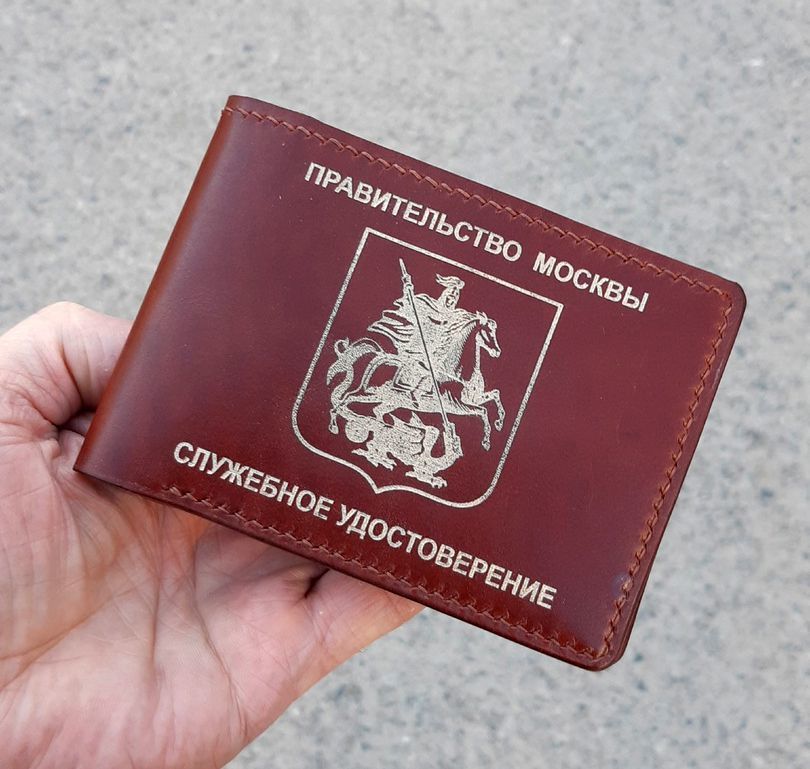 ПРАВИТЕЛЬСТВО МОСКВЫ
СЛУЖЕБНОЕ УДОСТОВЕРЕНИЕ